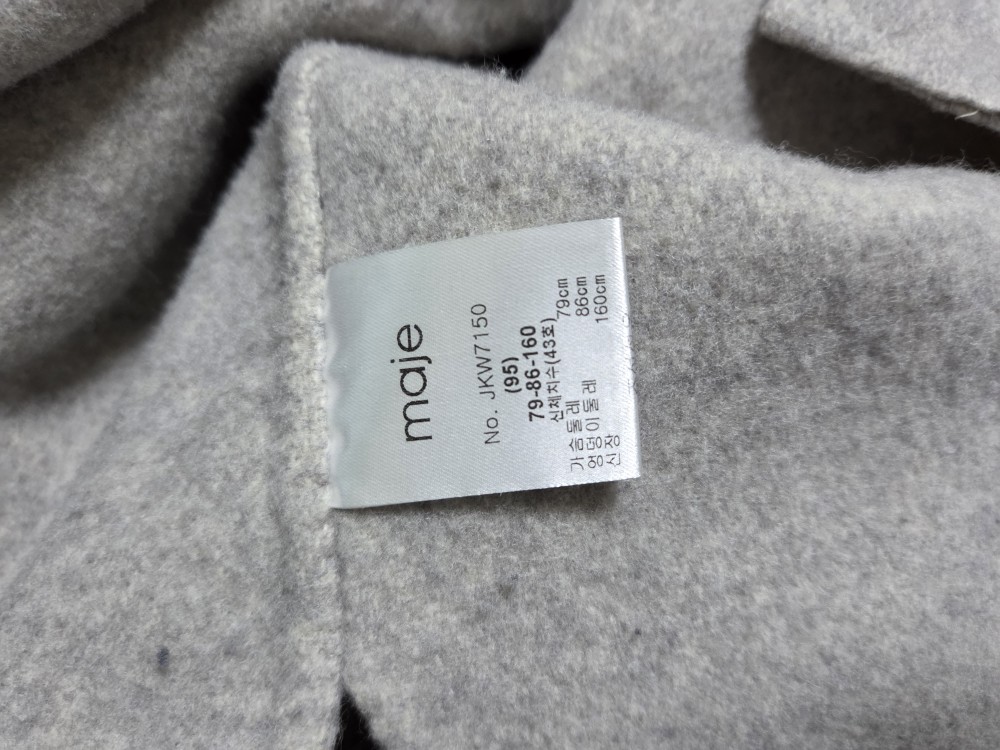 maje
No. JKW7150
(95)
79-86-160
신체치수(43호)
가슴둘레 79cm
엉덩이둘레 86cm
신장 160cm